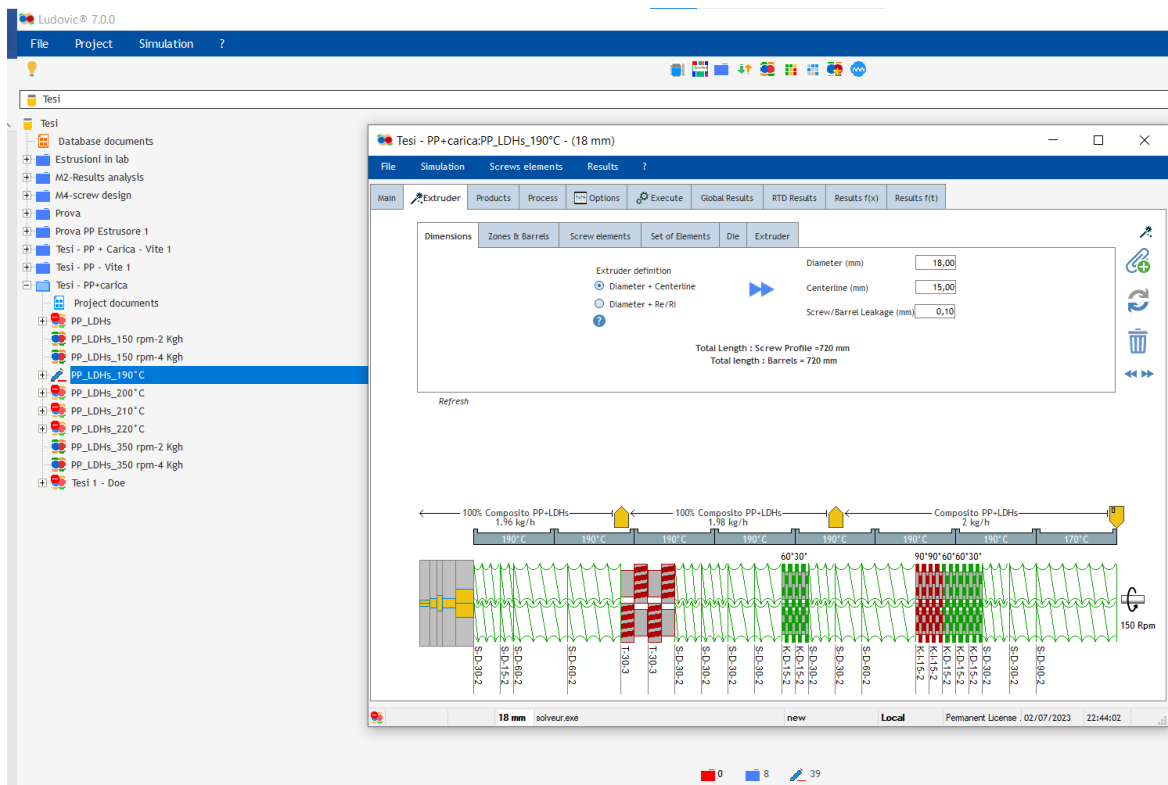 Ludovic® 7.0.0
File Project Simulation ?
Tesi
Tesi
Database documents
Estrusioni in lab
M2-Results analysis
M4-screw design
Prova
Prova PP Estrusore 1
Tesi - PP + Carica - Vite 1
Tesi - PP - Vite 1
Tesi - PP+carica
Project documents
PP_LDHs
PP_LDHs_150 rpm-2 Kgh
PP_LDHs_150 rpm-4 Kgh
PP_LDHs_190°C
PP_LDHs_200°C
PP_LDHs_210°C
PP_LDHs_220°C
PP_LDHs_350 rpm-2 Kgh
PP_LDHs_350 rpm-4 Kgh
Tesi 1 - Doe
Tesi - PP+carica:PP_LDHs_190°C - (18 mm)
File Simulation Screws elements Results ?
Main Extruder Products Process Options Execute Global Results RTD Results Results f(x) Results f(t)
Dimensions Zones & Barrels Screw elements Set of Elements Die Extruder
Extruder definition
Diameter + Centerline
Diameter + Re/Ri
?
Diameter (mm) 18,00
Centerline (mm) 15,00
Screw/Barrel Leakage (mm) 0,10
Total Length : Screw Profile =720 mm
Total length : Barrels = 720 mm
Refresh
100% Composito PP+LDHs 100% Composito PP+LDHs Composito PP+LDHs
1.96 kg/h 1.98 kg/h 2 kg/h
190°C 190°C 190°C 190°C 190°C 190°C 190°C 170°C
60°30° 90°90°60°60°30°
150 Rpm
S-D-30-2 S-D-15-2 S-D-60-2 S-D-60-2 T-30-3 T-30-3 S-D-30-2 S-D-30-2 S-D-30-2 S-D-30-2 K-D-15-2 K-D-15-2 S-D-30-2 S-D-30-2 S-D-60-2 K-I-15-2 K-I-15-2 K-D-15-2 K-D-15-2 K-D-15-2 S-D-30-2 S-D-30-2 S-D-90-2
18 mm solveur.exe new Local Permanent License . 02/07/2023 22:44:02
0 8 39